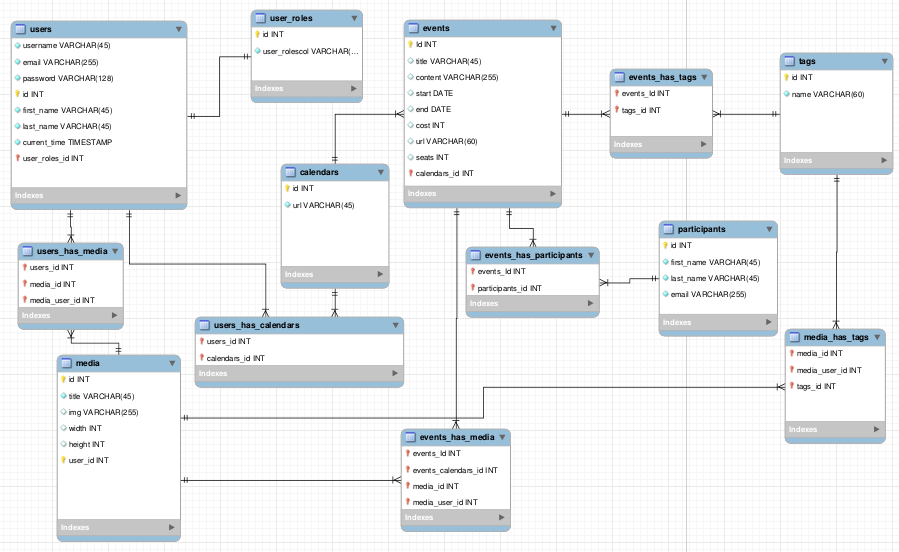 users
username VARCHAR(45)
email VARCHAR(255)
password VARCHAR(128)
id INT
first_name VARCHAR(45)
last_name VARCHAR(45)
current_time TIMESTAMP
user_roles_id INT
Indexes
user_roles
id INT
user_rolescol VARCHAR(...
Indexes
events
Id INT
title VARCHAR(45)
content VARCHAR(255)
start DATE
end DATE
cost INT
url VARCHAR(60)
seats INT
calendars_id INT
Indexes
events_has_tags
events_Id INT
tags_id INT
Indexes
tags
id INT
name VARCHAR(60)
Indexes
calendars
id INT
url VARCHAR(45)
Indexes
users_has_media
users_id INT
media_id INT
media_user_id INT
Indexes
events_has_participants
events_Id INT
participants_id INT
Indexes
participants
id INT
first_name VARCHAR(45)
last_name VARCHAR(45)
email VARCHAR(255)
Indexes
users_has_calendars
users_id INT
calendars_id INT
Indexes
media_has_tags
media_id INT
media_user_id INT
tags_id INT
Indexes
media
id INT
title VARCHAR(45)
img VARCHAR(255)
width INT
height INT
user_id INT
Indexes
events_has_media
events_Id INT
events_calendars_id INT
media_id INT
media_user_id INT
Indexes